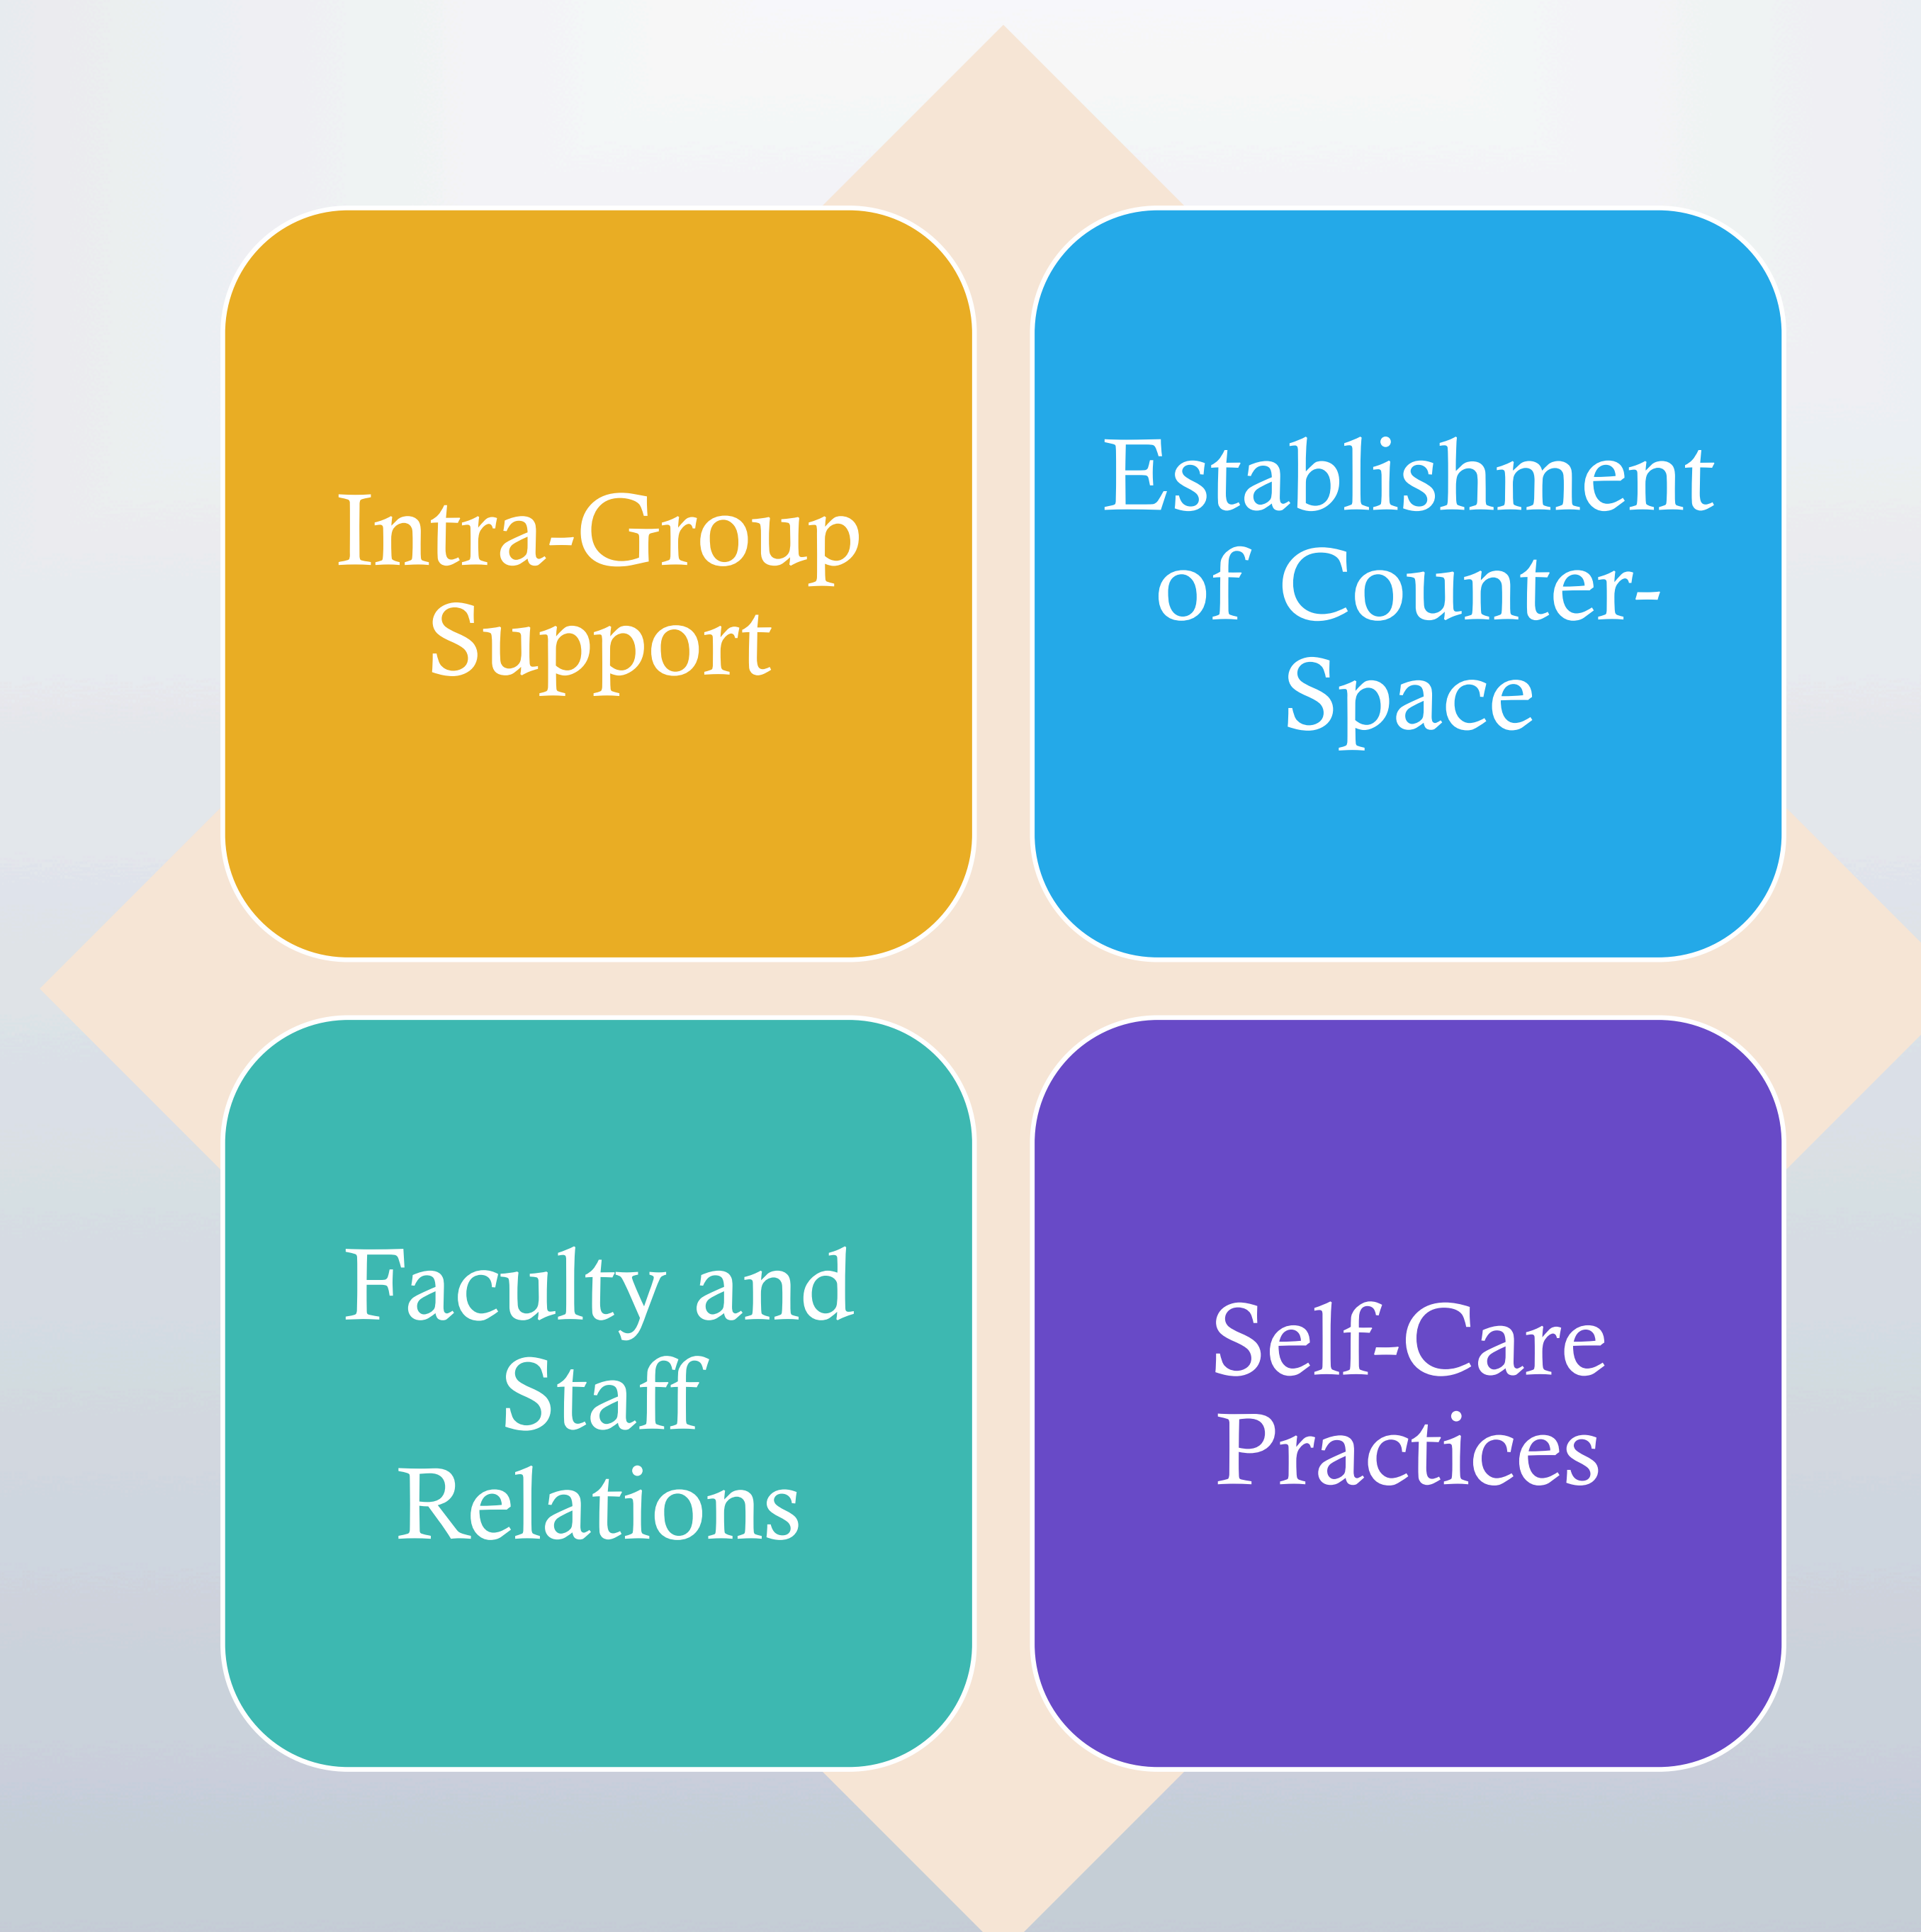 Intra-Group
Support
Establishment
of Counter-
Space
Faculty and
Staff
Relations
Self-Care
Practices